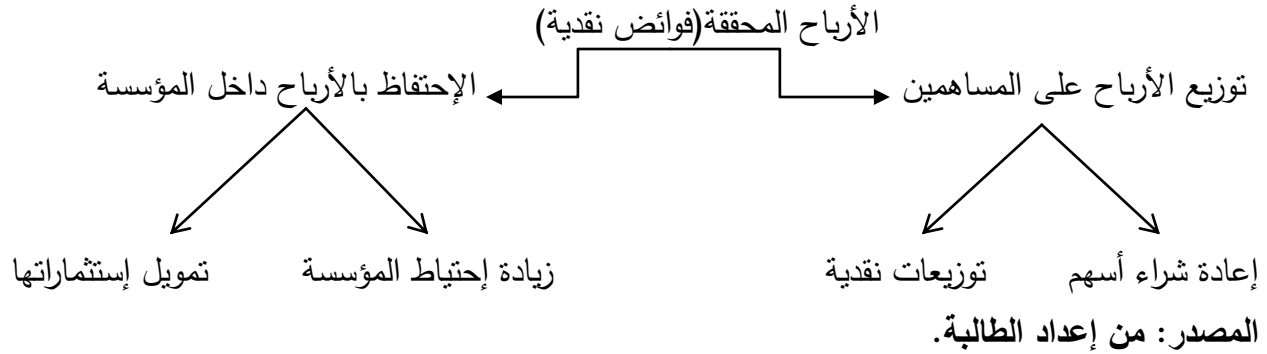 الأرباح المحققة(فوائض نقدية)
توزيع الأرباح على المساهمين
الإحتفاظ بالأرباح داخل المؤسسة
إعادة شراء أسهم
توزيعات نقدية
زيادة إحتياط المؤسسة
تمويل إستثماراتها
المصدر: من إعداد الطالبة.